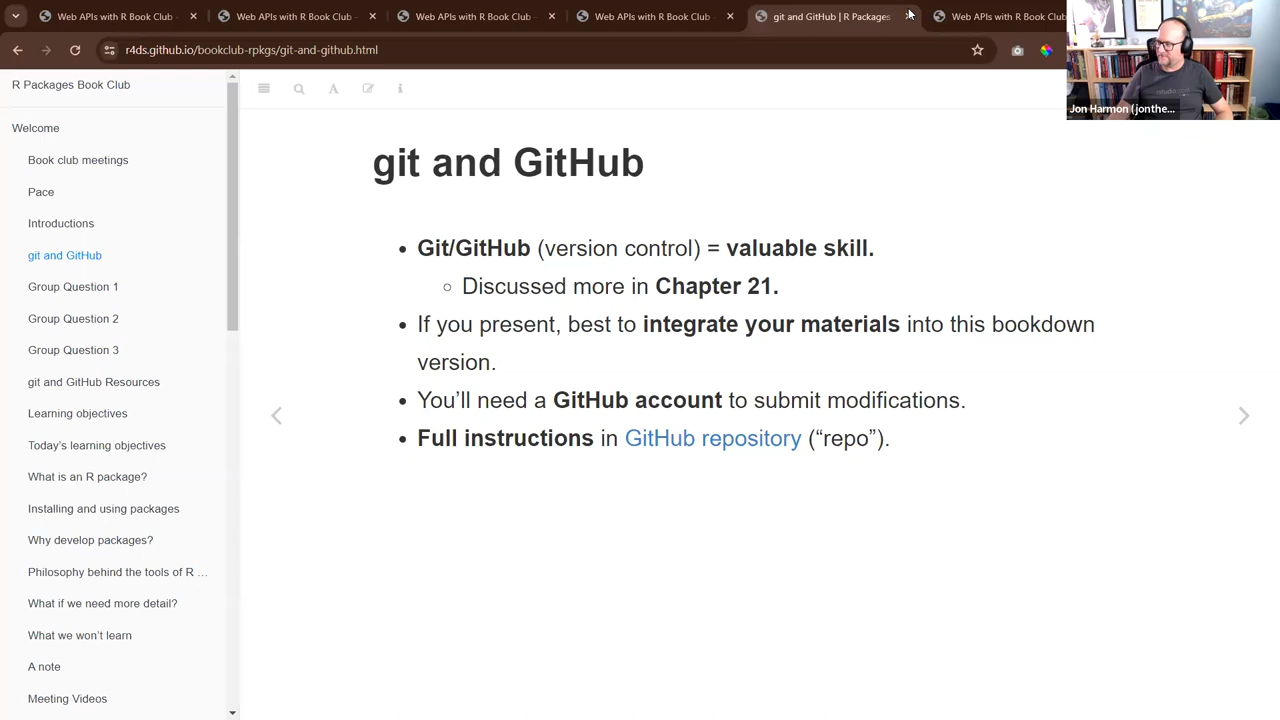 Web APIs with R Book Club -
Web APIs with R Book Club -
Web APIs with R Book Club -
Web APIs with R Book Club -
git and GitHub | R Packages
Web APIs with R Book Club
r4ds.github.io/bookclub-rpkgs/git-and-github.html
Jon Harmon (jonthe...
R Packages Book Club
Welcome
Book club meetings
Pace
Introductions
git and GitHub
Group Question 1
Group Question 2
Group Question 3
git and GitHub Resources
Learning objectives
Today's learning objectives
What is an R package?
Installing and using packages
Why develop packages?
Philosophy behind the tools of R ...
What if we need more detail?
What we won't learn
A note
Meeting Videos
git and GitHub
• Git/GitHub (version control) = valuable skill.
○ Discussed more in Chapter 21.
• If you present, best to integrate your materials into this bookdown
version.
• You'll need a GitHub account to submit modifications.
• Full instructions in GitHub repository (“repo”).